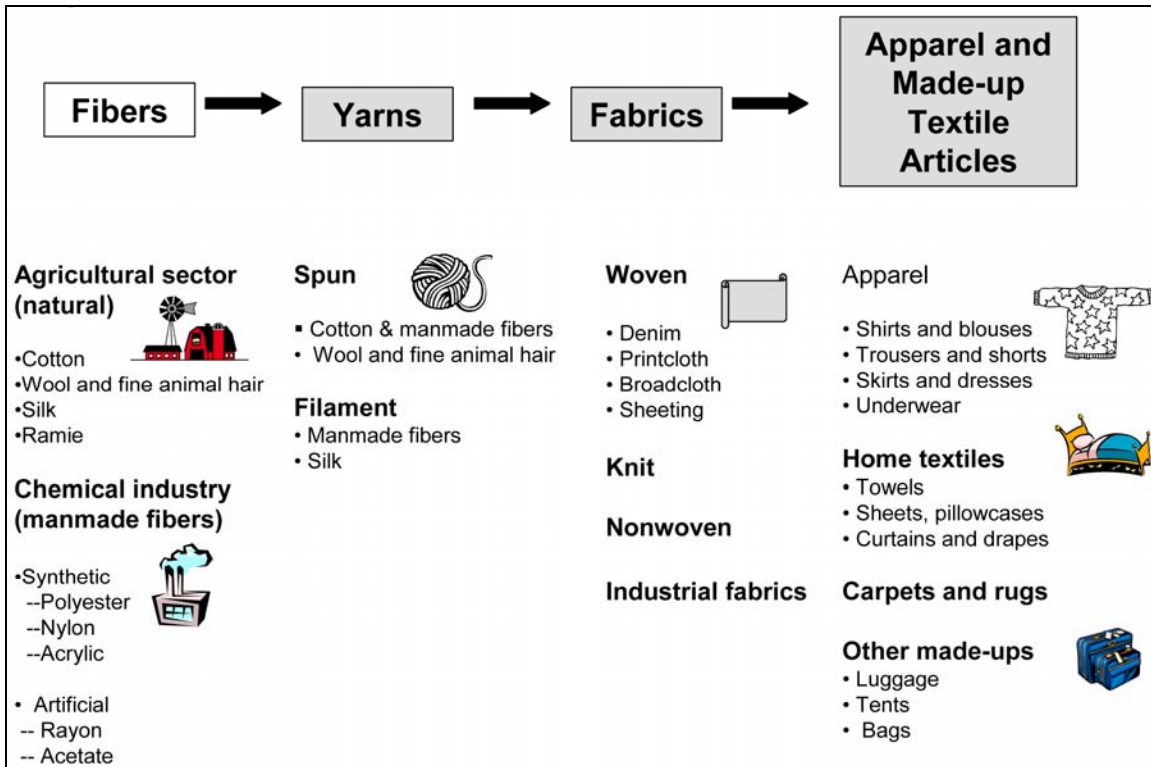 Fibers
Yarns
Fabrics
Apparel and
Made-up
Textile
Articles
Agricultural sector
(natural)
•Cotton
•Wool and fine animal hair
•Silk
•Ramie
Chemical industry
(manmade fibers)
•Synthetic
--Polyester
--Nylon
--Acrylic
• Artificial
-- Rayon
-- Acetate
Spun
▪ Cotton & manmade fibers
• Wool and fine animal hair
Filament
• Manmade fibers
• Silk
Woven
• Denim
• Printcloth
• Broadcloth
• Sheeting
Knit
Nonwoven
Industrial fabrics
Apparel
• Shirts and blouses
• Trousers and shorts
• Skirts and dresses
• Underwear
Home textiles
• Towels
• Sheets, pillowcases
• Curtains and drapes
Carpets and rugs
Other made-ups
• Luggage
• Tents
• Bags